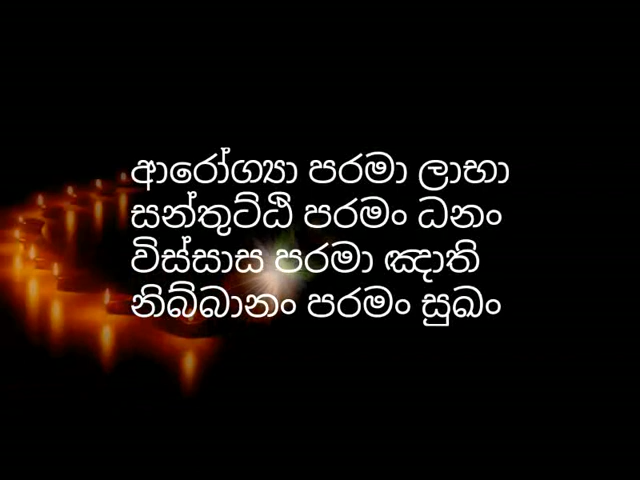 ආරෝග්‍යා පරමා ලාභා
සන්තුට්ඨි පරමං ධනං
විස්සාස පරමා ඤාති
නිබ්බානං පරමං සුඛං